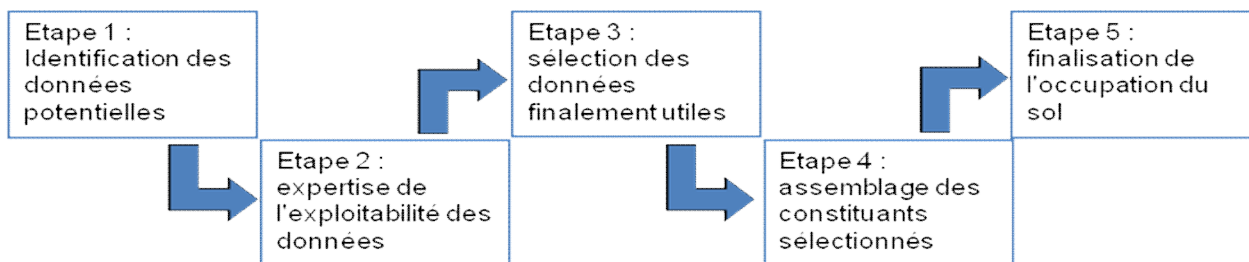 Etape 1 :
Identification des
données
potentielles
Etape 2 :
expertise de
l'exploitabilité des
données
Etape 3 :
sélection des
données
finalement utiles
Etape 4 :
assemblage des
constituants
sélectionnés
Etape 5 :
finalisation de
l'occupation du
sol